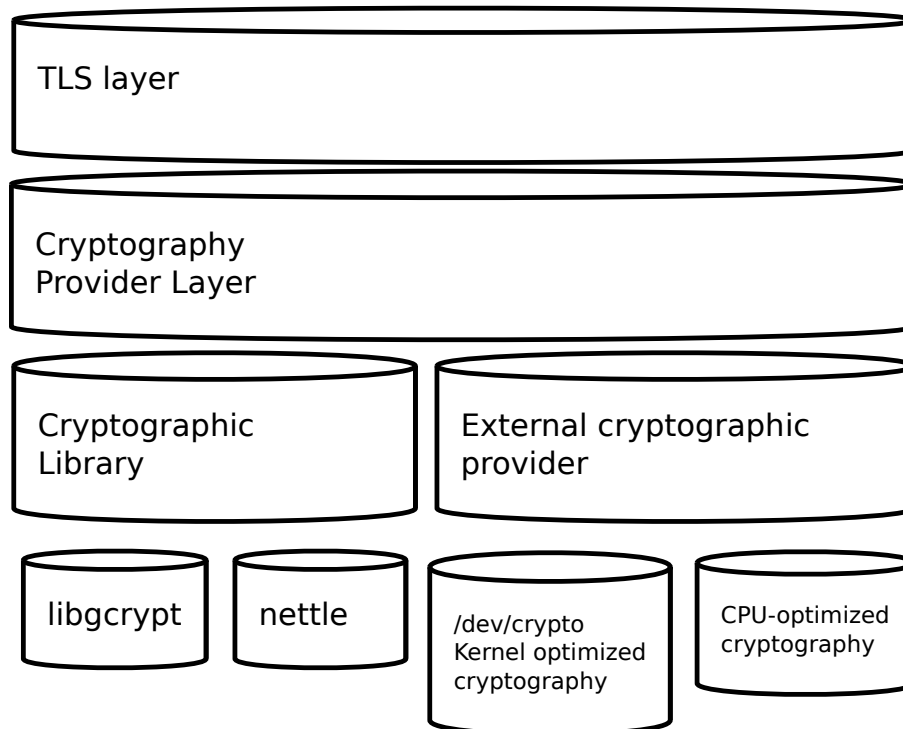 TLS layer
Cryptography
Provider Layer
Cryptographic
Library
External cryptographic
provider
libgcrypt
nettle
/dev/crypto
Kernel optimized
cryptography
CPU-optimized
cryptography